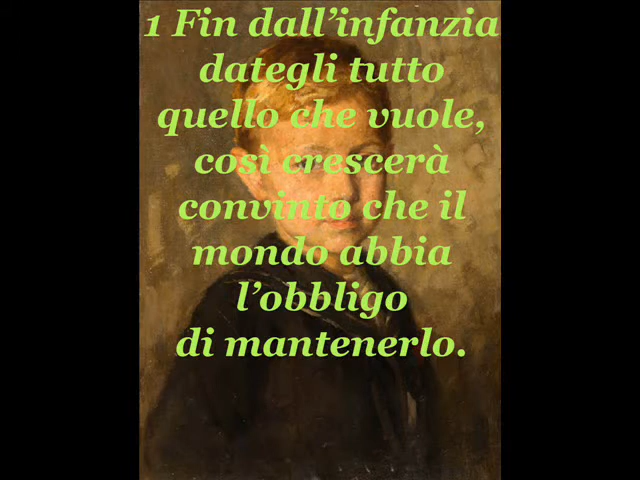 1 Fin dall’infanzia
dategli tutto
quello che vuole,
così crescerà
convinto che il
mondo abbia
l’obbligo
di mantenerlo.